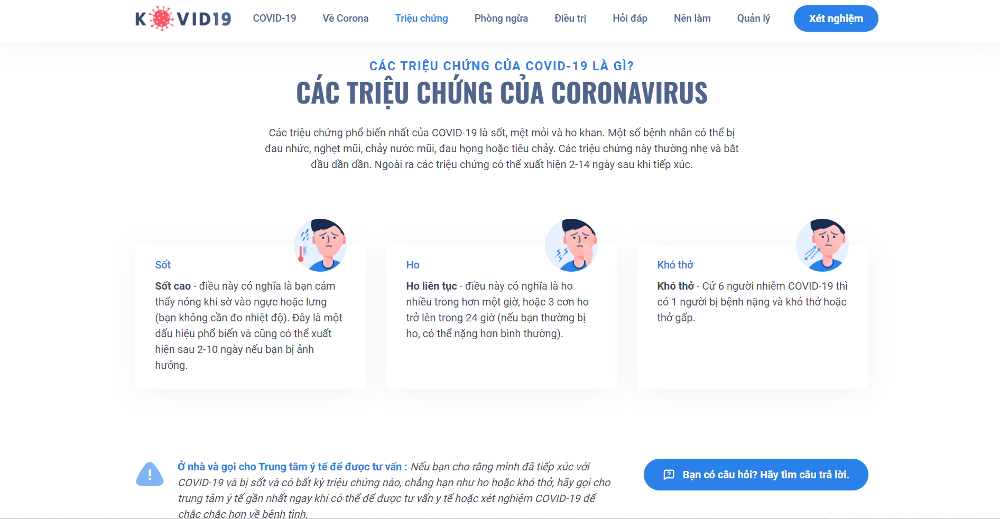 KOVID19
COVID-19
Về Corona
Triệu chứng
Phòng ngừa
Điều trị
Hỏi đáp
Nên làm
Quản lý
Xét nghiệm
CÁC TRIỆU CHỨNG CỦA COVID-19 LÀ GÌ?
CÁC TRIỆU CHỨNG CỦA CORONAVIRUS
Các triệu chứng phổ biến nhất của COVID-19 là sốt, mệt mỏi và ho khan. Một số bệnh nhân có thể bị
đau nhức, nghẹt mũi, chảy nước mũi, đau họng hoặc tiêu chảy. Các triệu chứng này thường nhẹ và bắt
đầu dần dần. Ngoài ra các triệu chứng có thể xuất hiện 2-14 ngày sau khi tiếp xúc.
Sốt
Sốt cao - điều này có nghĩa là bạn cảm
thấy nóng khi sờ vào ngực hoặc lưng
(bạn không cần đo nhiệt độ). Đây là một
dấu hiệu phổ biến và cũng có thể xuất
hiện sau 2-10 ngày nếu bạn bị ảnh
hưởng.
Ho
Ho liên tục - điều này có nghĩa là ho
nhiều trong hơn một giờ, hoặc 3 cơn ho
trở lên trong 24 giờ (nếu bạn thường bị
ho, có thể nặng hơn bình thường).
Khó thở
Khó thở - Cứ 6 người nhiễm COVID-19 thì
có 1 người bị bệnh nặng và khó thở hoặc
thở gấp.
Ở nhà và gọi cho Trung tâm ý tế để được tư vấn : Nếu bạn cho rằng mình đã tiếp xúc với
COVID-19 và bị sốt và có bất kỳ triệu chứng nào, chẳng hạn như ho hoặc khó thở, hãy gọi cho
trung tâm ý tế gần nhất ngay khi có thể để được tư vấn y tế hoặc xét nghiệm COVID-19 để
chắc chắc hơn về bệnh tình.
Bạn có câu hỏi? Hãy tìm câu trả lời.